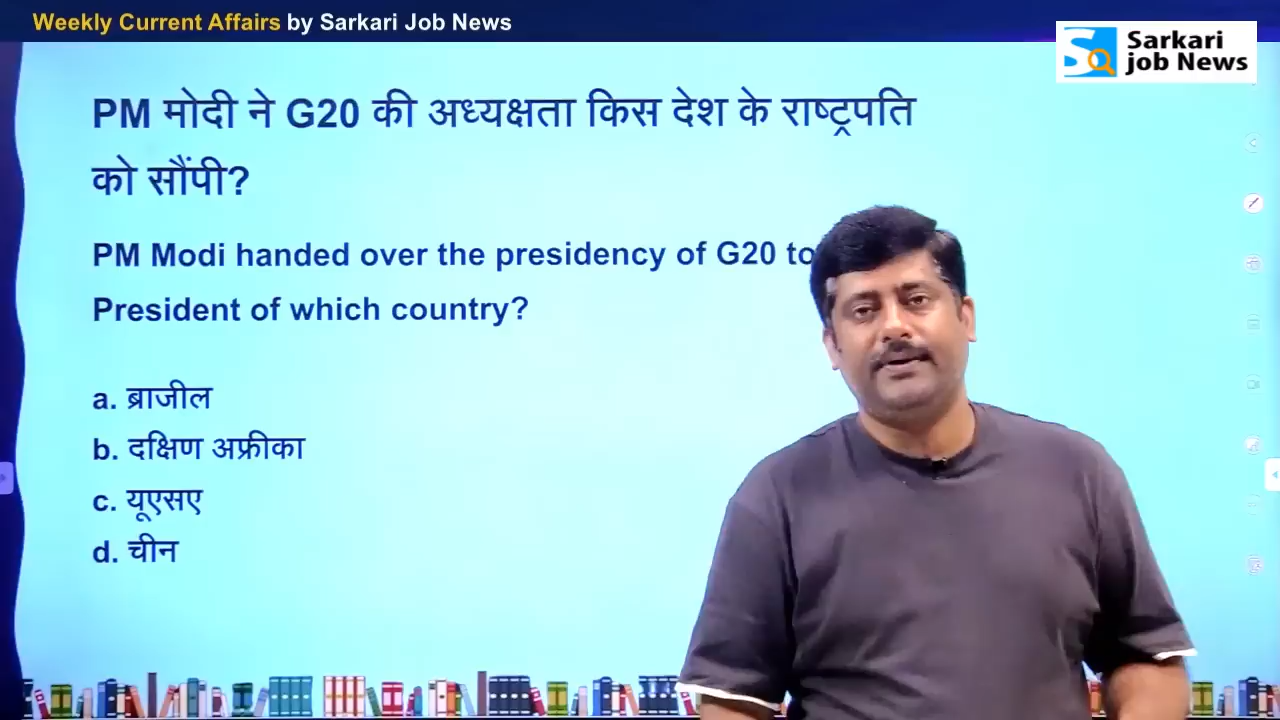 Weekly Current Affairs by Sarkari Job News
Sarkari
job News
PM मोदी ने G20 की अध्यक्षता किस देश के राष्ट्रपति
को सौंपी?
PM Modi handed over the presidency of G20 to
President of which country?
a. ब्राजील
b. दक्षिण अफ्रीका
c. यूएसए
d. चीन